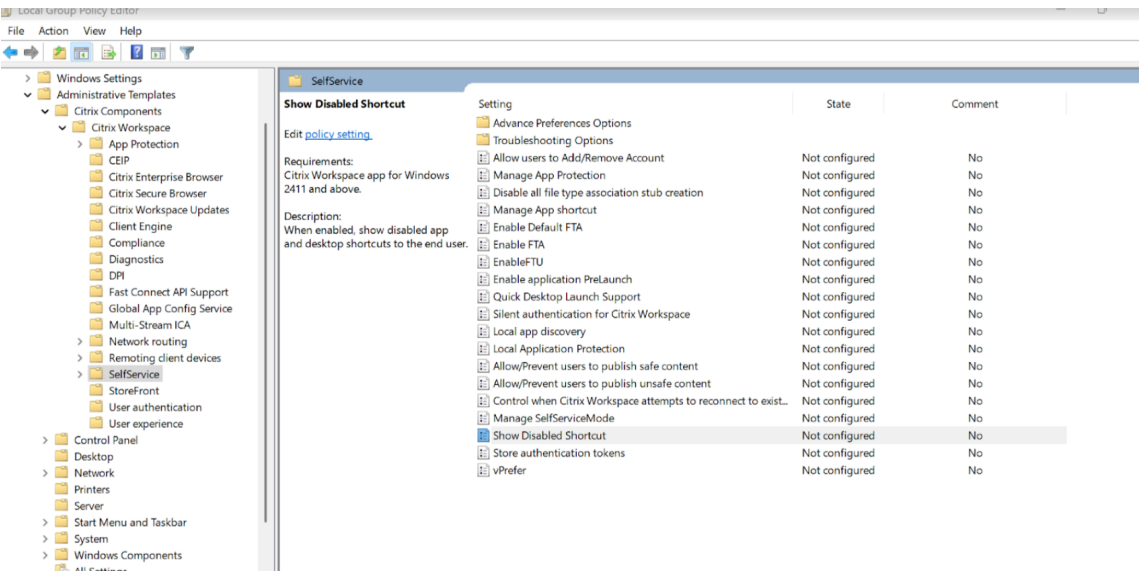 Local Group Policy Editor
File Action View Help
Windows Settings
Administrative Templates
Citrix Components
Citrix Workspace
App Protection
CEIP
Citrix Enterprise Browser
Citrix Secure Browser
Citrix Workspace Updates
Client Engine
Compliance
Diagnostics
DPI
Fast Connect API Support
Global App Config Service
Multi-Stream ICA
Network routing
Remoting client devices
SelfService
StoreFront
User authentication
User experience
Control Panel
Desktop
Network
Printers
Server
Start Menu and Taskbar
System
Windows Components
All Settings
SelfService
Show Disabled Shortcut
Edit policy setting
Requirements:
Citrix Workspace app for Windows
2411 and above.
Description:
When enabled, show disabled app
and desktop shortcuts to the end user.
Setting State Comment
Advance Preferences Options
Troubleshooting Options
Allow users to Add/Remove Account Not configured No
Manage App Protection Not configured No
Disable all file type association stub creation Not configured No
Manage App shortcut Not configured No
Enable Default FTA Not configured No
Enable FTA Not configured No
EnableFTU Not configured No
Enable application PreLaunch Not configured No
Quick Desktop Launch Support Not configured No
Silent authentication for Citrix Workspace Not configured No
Local app discovery Not configured No
Local Application Protection Not configured No
Allow/Prevent users to publish safe content Not configured No
Allow/Prevent users to publish unsafe content Not configured No
Control when Citrix Workspace attempts to reconnect to exist... Not configured No
Manage SelfServiceMode Not configured No
Show Disabled Shortcut Not configured No
Store authentication tokens Not configured No
vPrefer Not configured No